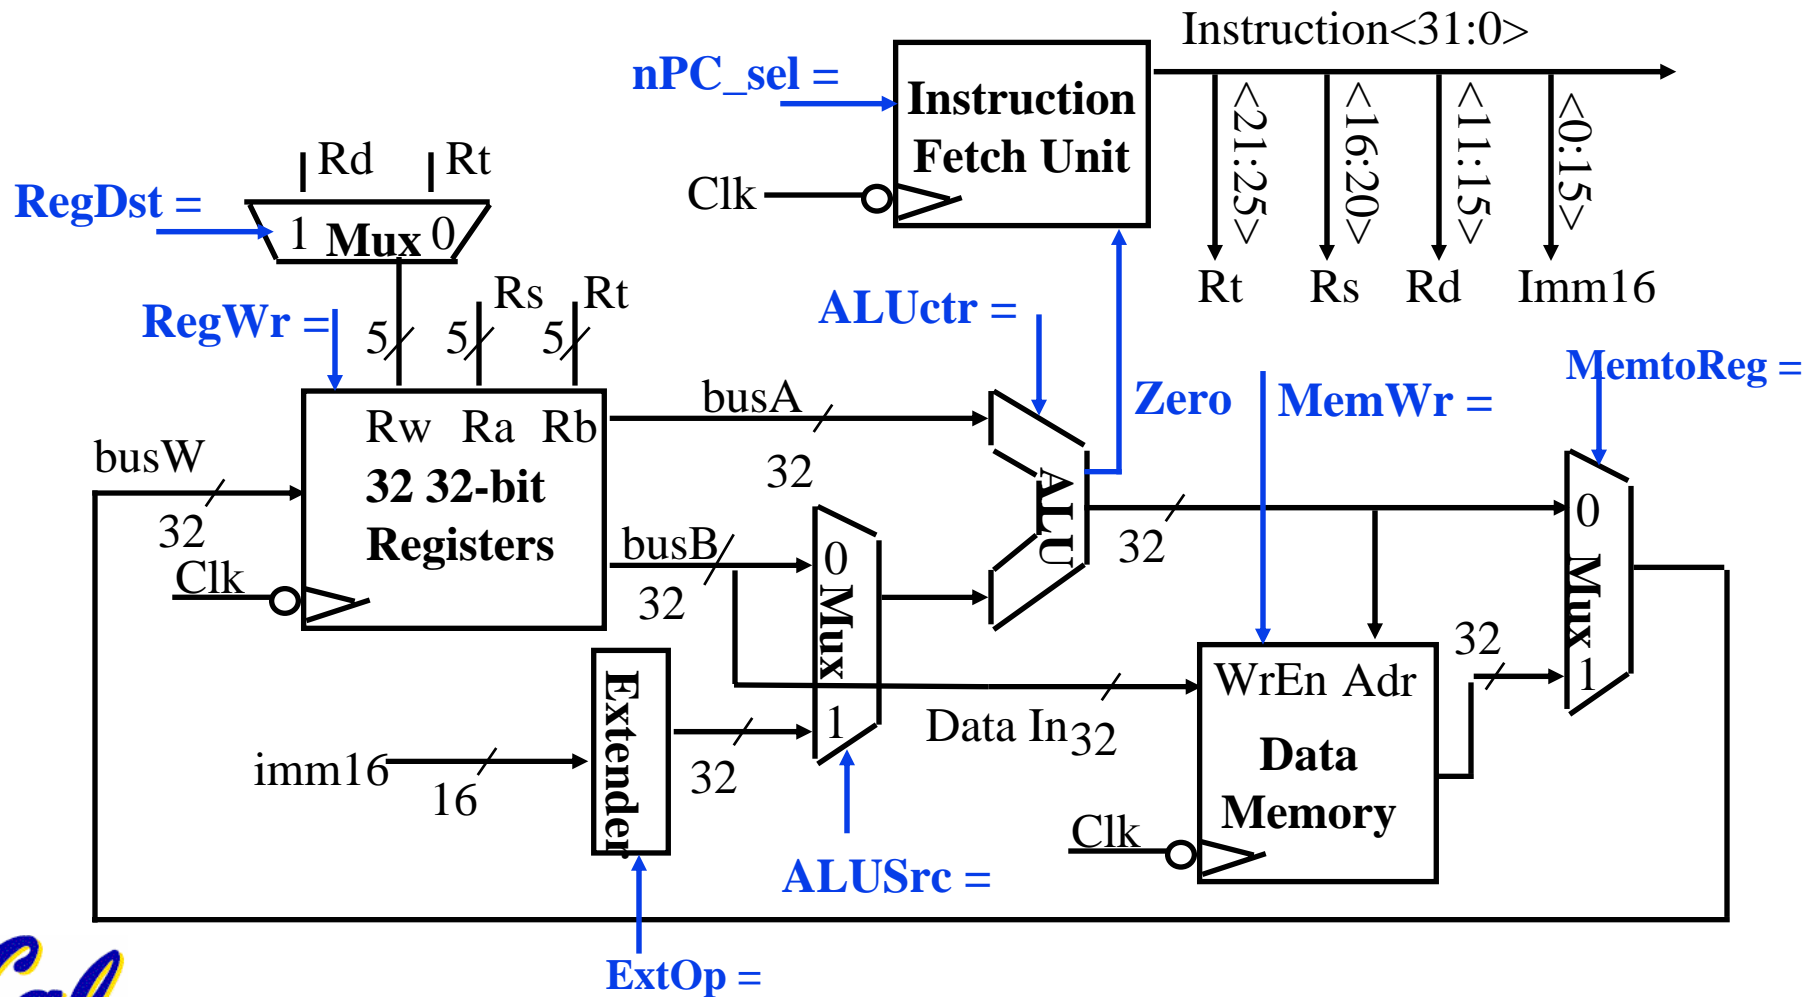 Instruction<31:0>
nPC_sel =
Instruction
Fetch Unit
Clk
<21:25>
<16:20>
<11:15>
<0:15>
Rt
Rs
Rd
Imm16
Rd
Rt
RegDst =
1
Mux
0
RegWr =
5
5
5
Rs
Rt
ALUctr =
Zero
MemWr =
MemtoReg =
busW
32
Rw
Ra
Rb
32 32-bit
Registers
Clk
busA
32
busB
32
0
Mux
1
ALU
32
0
Mux
1
imm16
16
Extender
32
Data In
32
WrEn
Adr
Data
Memory
32
Clk
ALUSrc =
ExtOp =
Cal